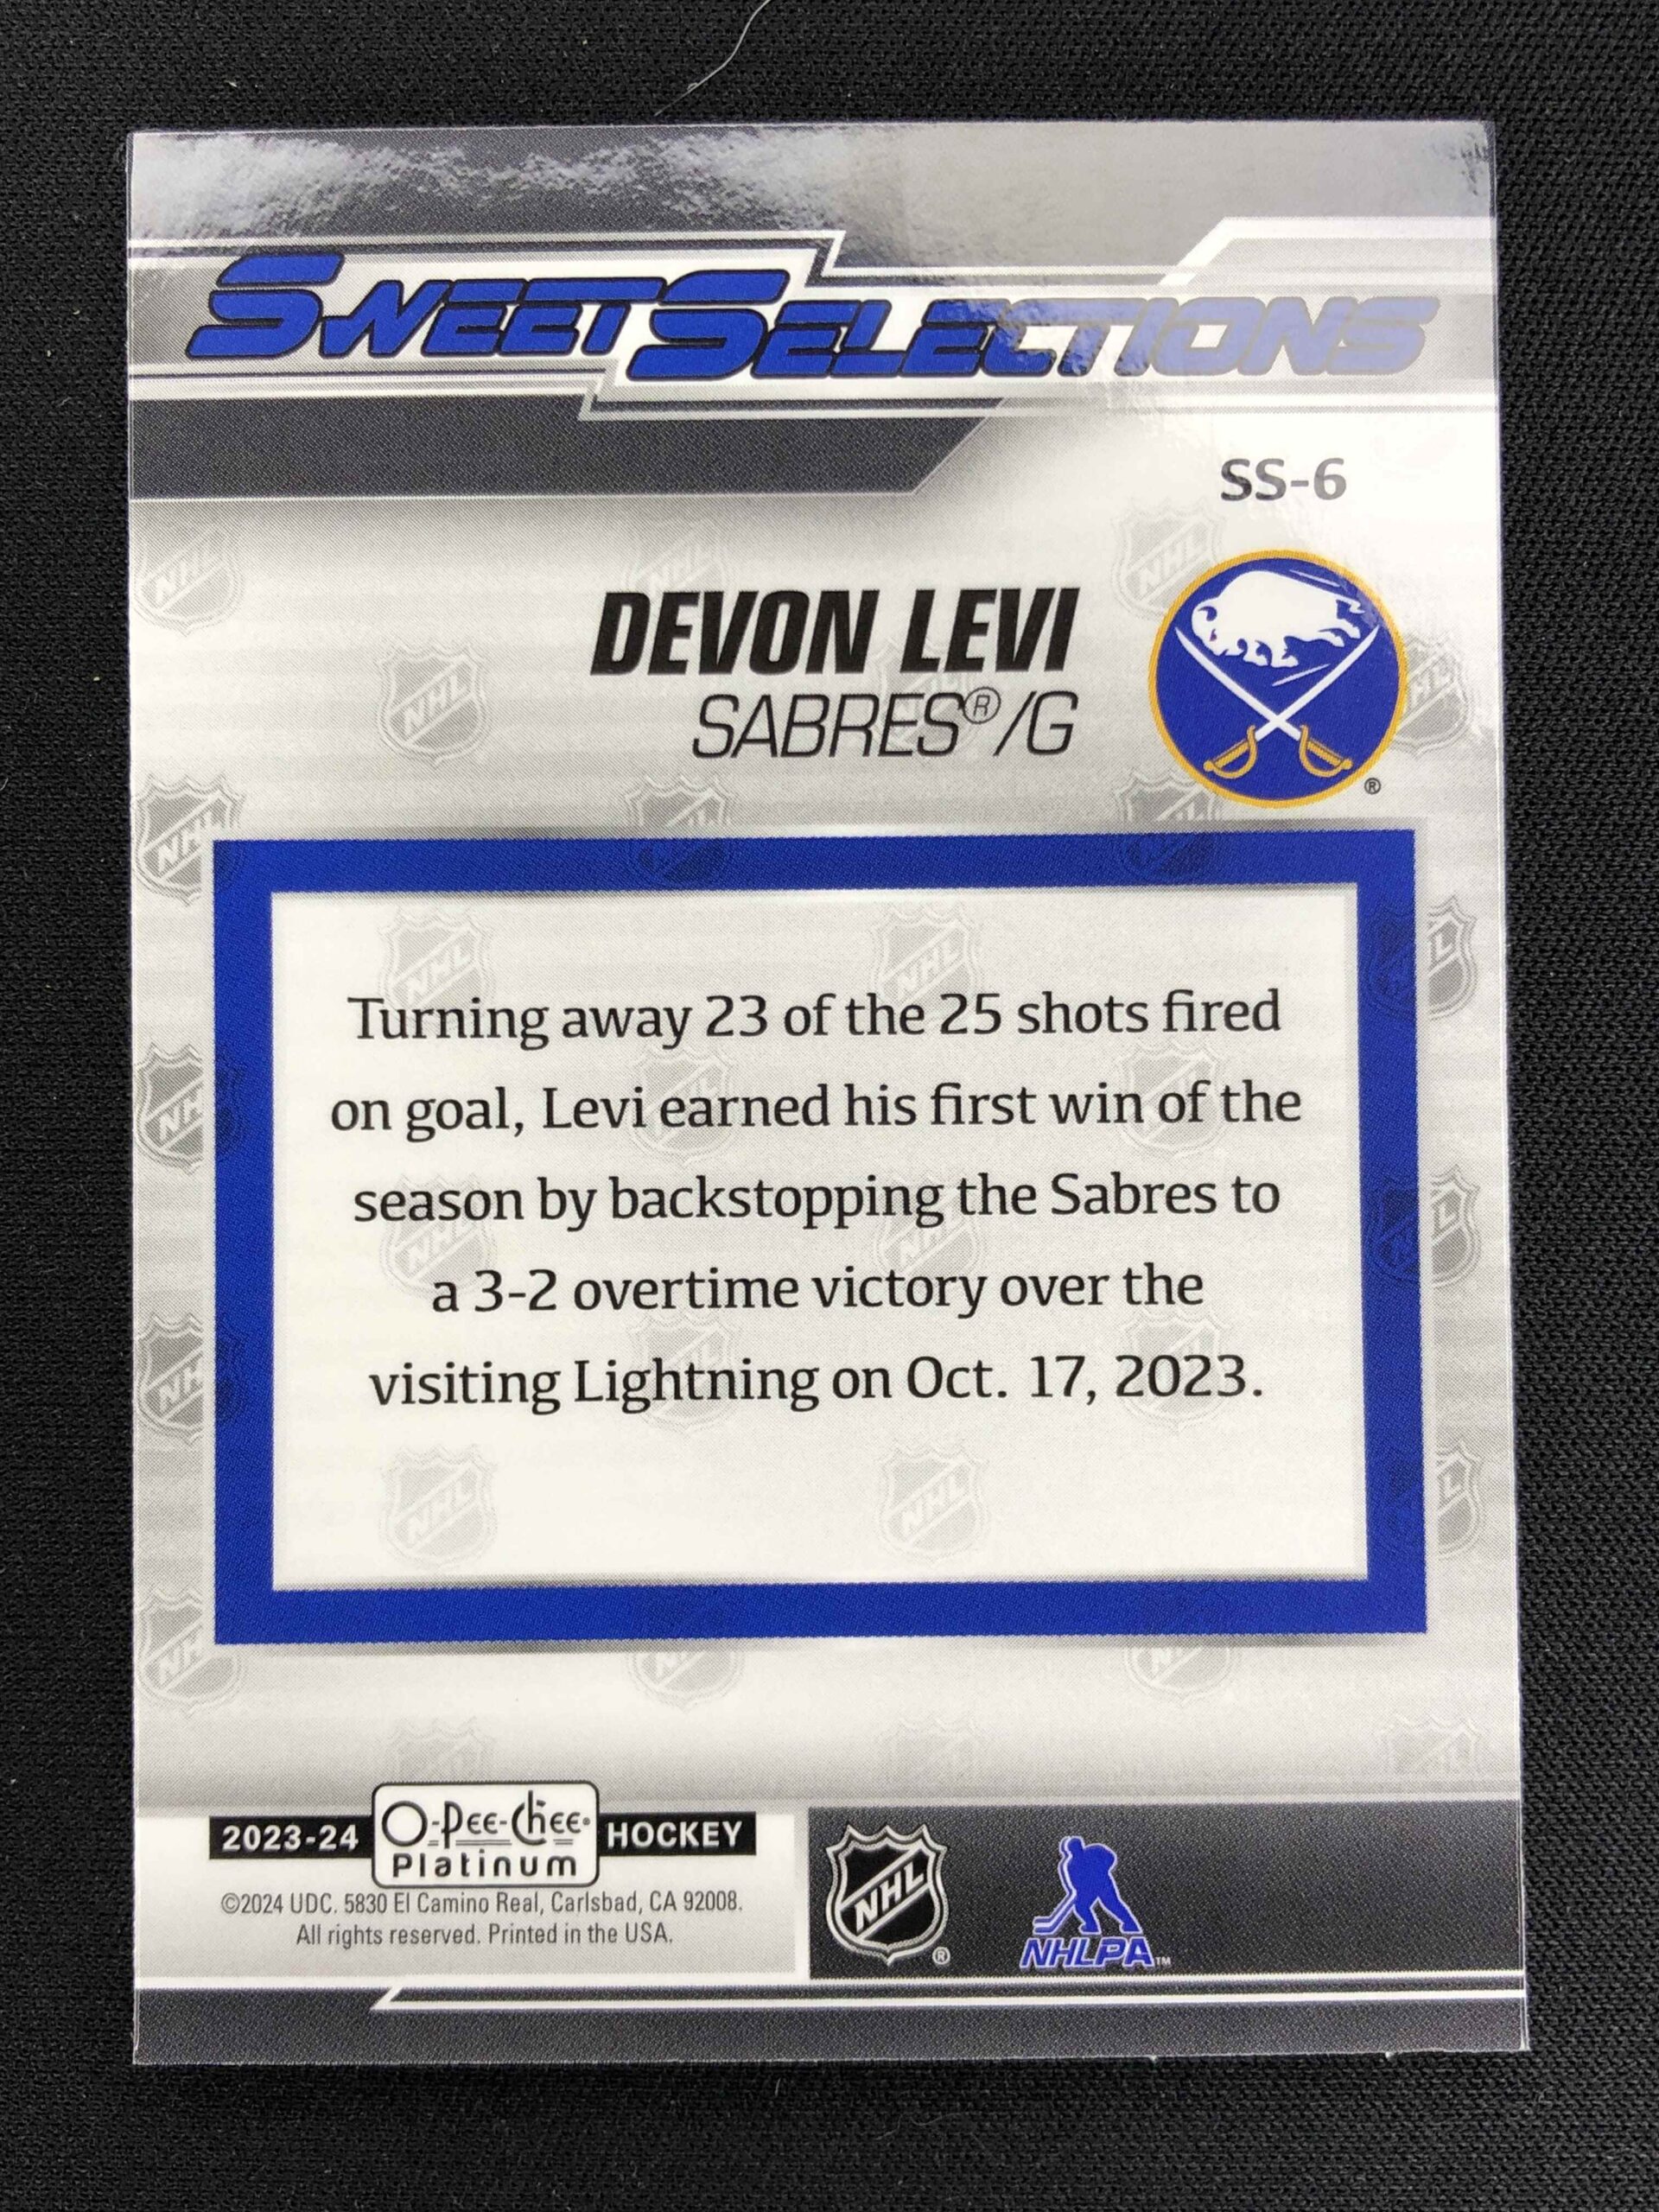 SWEET SELECTIONS
SS-6
DEVON LEVI
SABRES®/G
®
Turning away 23 of the 25 shots fired
on goal, Levi earned his first win of the
season by backstopping the Sabres to
a 3-2 overtime victory over the
visiting Lightning on Oct. 17, 2023.
2023-24 O-Pee-Chee Platinum HOCKEY
©2024 UDC. 5830 El Camino Real, Carlsbad, CA 92008.
All rights reserved. Printed in the USA.
NHL ®
NHLPA™